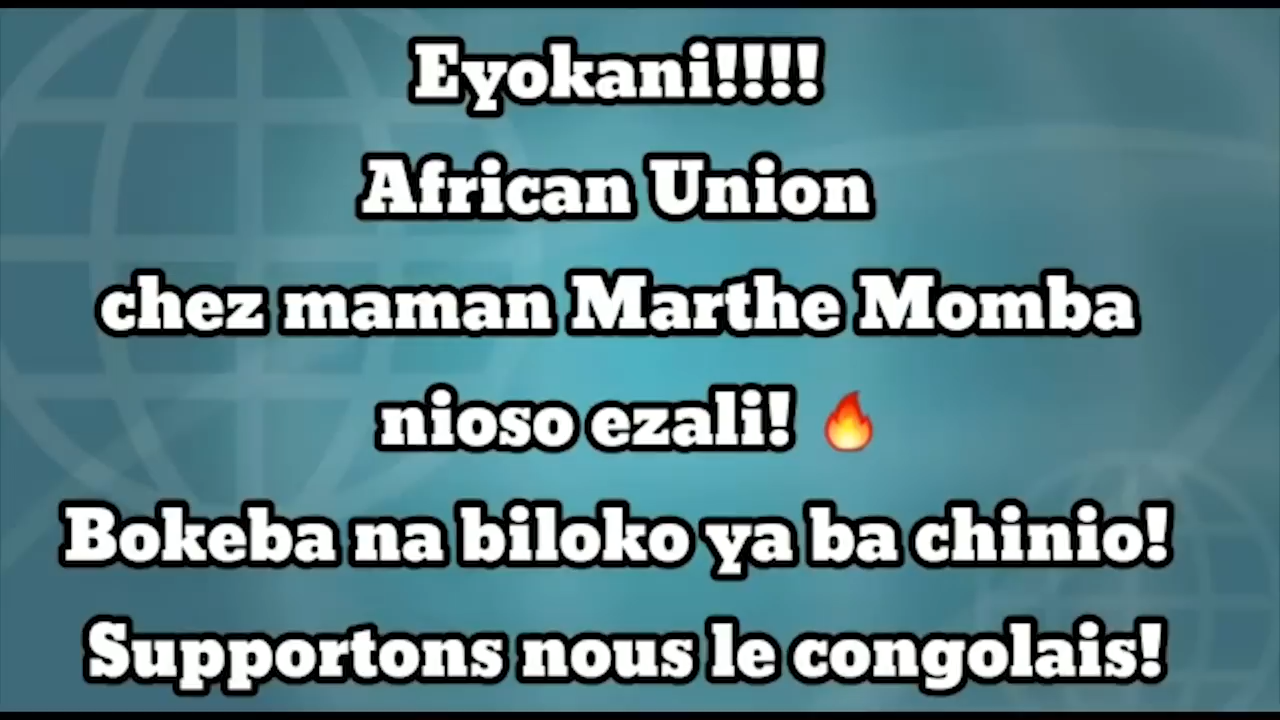 Eyokani!!!!
African Union
chez maman Marthe Momba
nioso ezali! 🔥
Bokeba na biloko ya ba chinio!
Supportons nous le congolais!